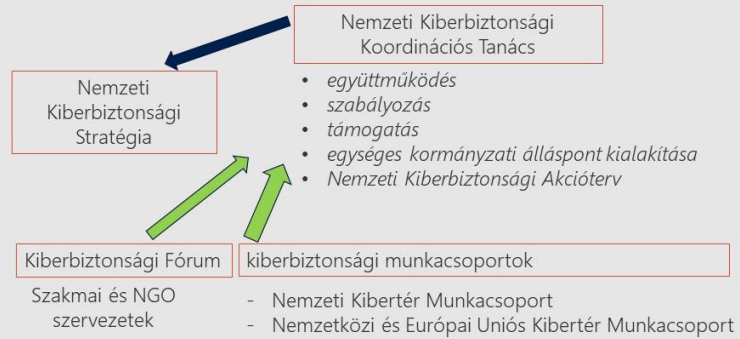 Nemzeti Kiberbiztonsági
Koordinációs Tanács
Nemzeti
Kiberbiztonsági
Stratégia
• együttműködés
• szabályozás
• támogatás
• egységes kormányzati álláspont kialakítása
• Nemzeti Kiberbiztonsági Akcióterv
Kiberbiztonsági Fórum
Szakmai és NGO
szervezetek
kiberbiztonsági munkacsoportok
- Nemzeti Kibertér Munkacsoport
- Nemzetközi és Európai Uniós Kibertér Munkacsoport